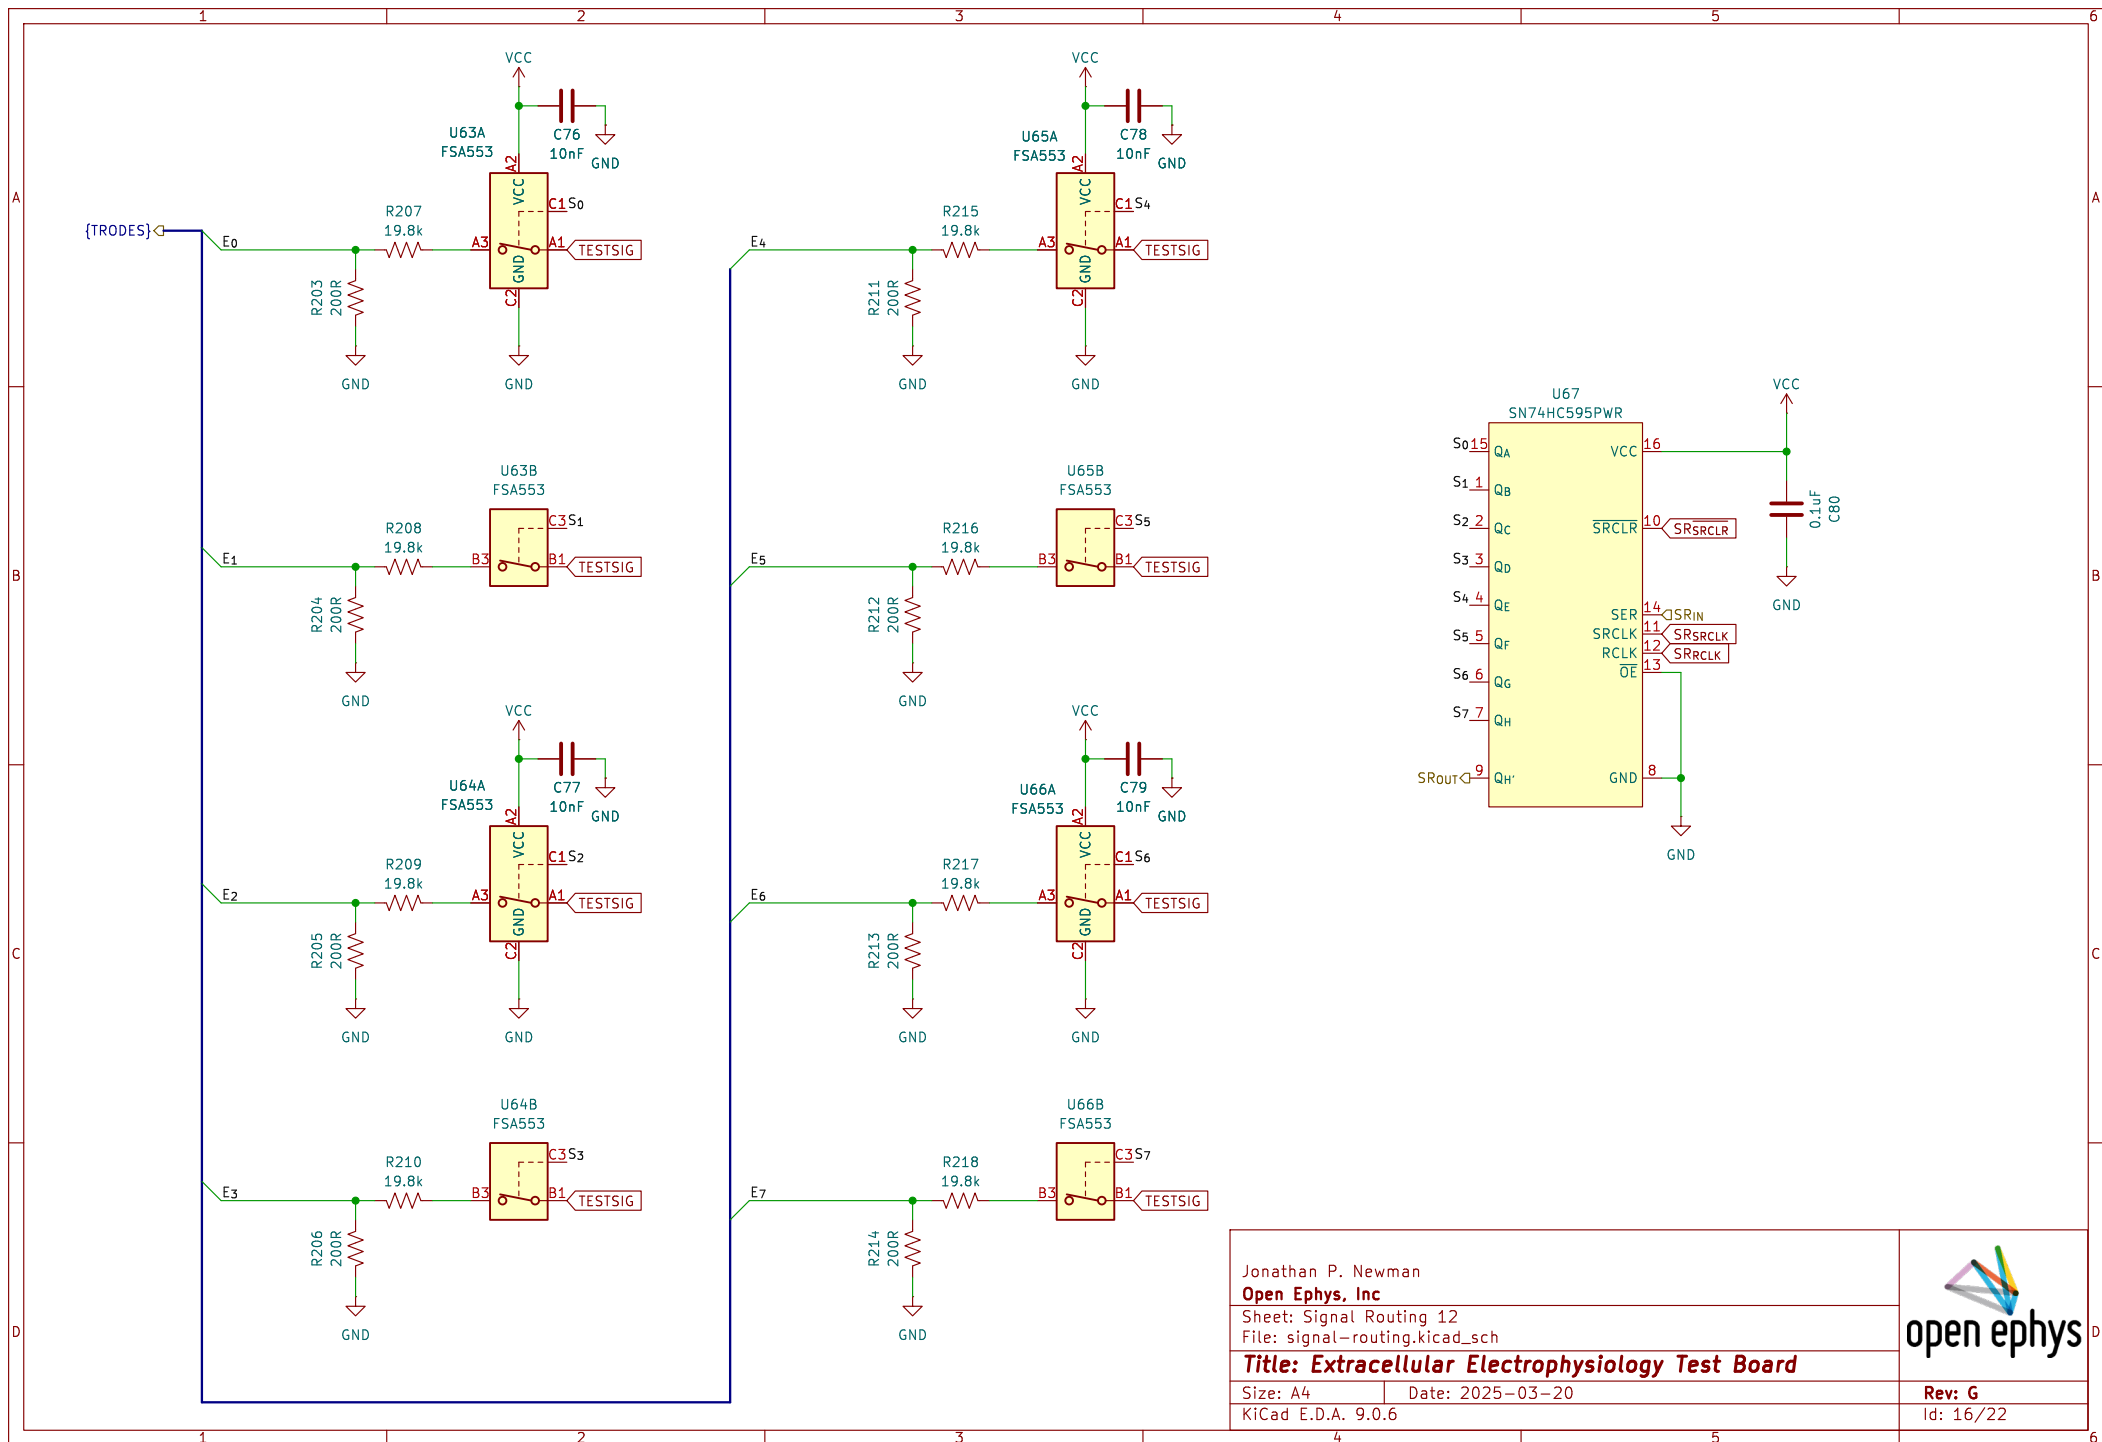 1 2 3 4 5 6
A
B
C
D
A
B
C
D
{TRODES}
VCC
C76
10nF
GND
U63A
FSA553
A2
VCC
C1 S0
E0
R207
19.8k
A3
A1
TESTSIG
GND
C2
R203
200R
GND
GND
U63B
FSA553
C3 S1
E1
R208
19.8k
B3
B1
TESTSIG
R204
200R
GND
VCC
C77
10nF
GND
U64A
FSA553
A2
VCC
C1 S2
E2
R209
19.8k
A3
A1
TESTSIG
GND
C2
R205
200R
GND
GND
U64B
FSA553
C3 S3
E3
R210
19.8k
B3
B1
TESTSIG
R206
200R
GND
VCC
C78
10nF
GND
U65A
FSA553
A2
VCC
C1 S4
E4
R215
19.8k
A3
A1
TESTSIG
GND
C2
R211
200R
GND
GND
U65B
FSA553
C3 S5
E5
R216
19.8k
B3
B1
TESTSIG
R212
200R
GND
VCC
C79
10nF
GND
U66A
FSA553
A2
VCC
C1 S6
E6
R217
19.8k
A3
A1
TESTSIG
GND
C2
R213
200R
GND
GND
U66B
FSA553
C3 S7
E7
R218
19.8k
B3
B1
TESTSIG
R214
200R
GND
U67
SN74HC595PWR
S0 15 QA
S1 1 QB
S2 2 QC
S3 3 QD
S4 4 QE
S5 5 QF
S6 6 QG
S7 7 QH
SROUT 9 QH'
VCC 16
SRCLR 10 SRSRCLR
SER 14 SRIN
SRCLK 11 SRSRCLK
RCLK 12 SRRCLK
OE 13
GND 8
GND
VCC
0.1uF
C80
GND
Jonathan P. Newman
Open Ephys, Inc
Sheet: Signal Routing 12
File: signal-routing.kicad_sch
Title: Extracellular Electrophysiology Test Board
Size: A4 Date: 2025-03-20
KiCad E.D.A. 9.0.6
open ephys
Rev: G
Id: 16/22
1 2 3 4 5 6